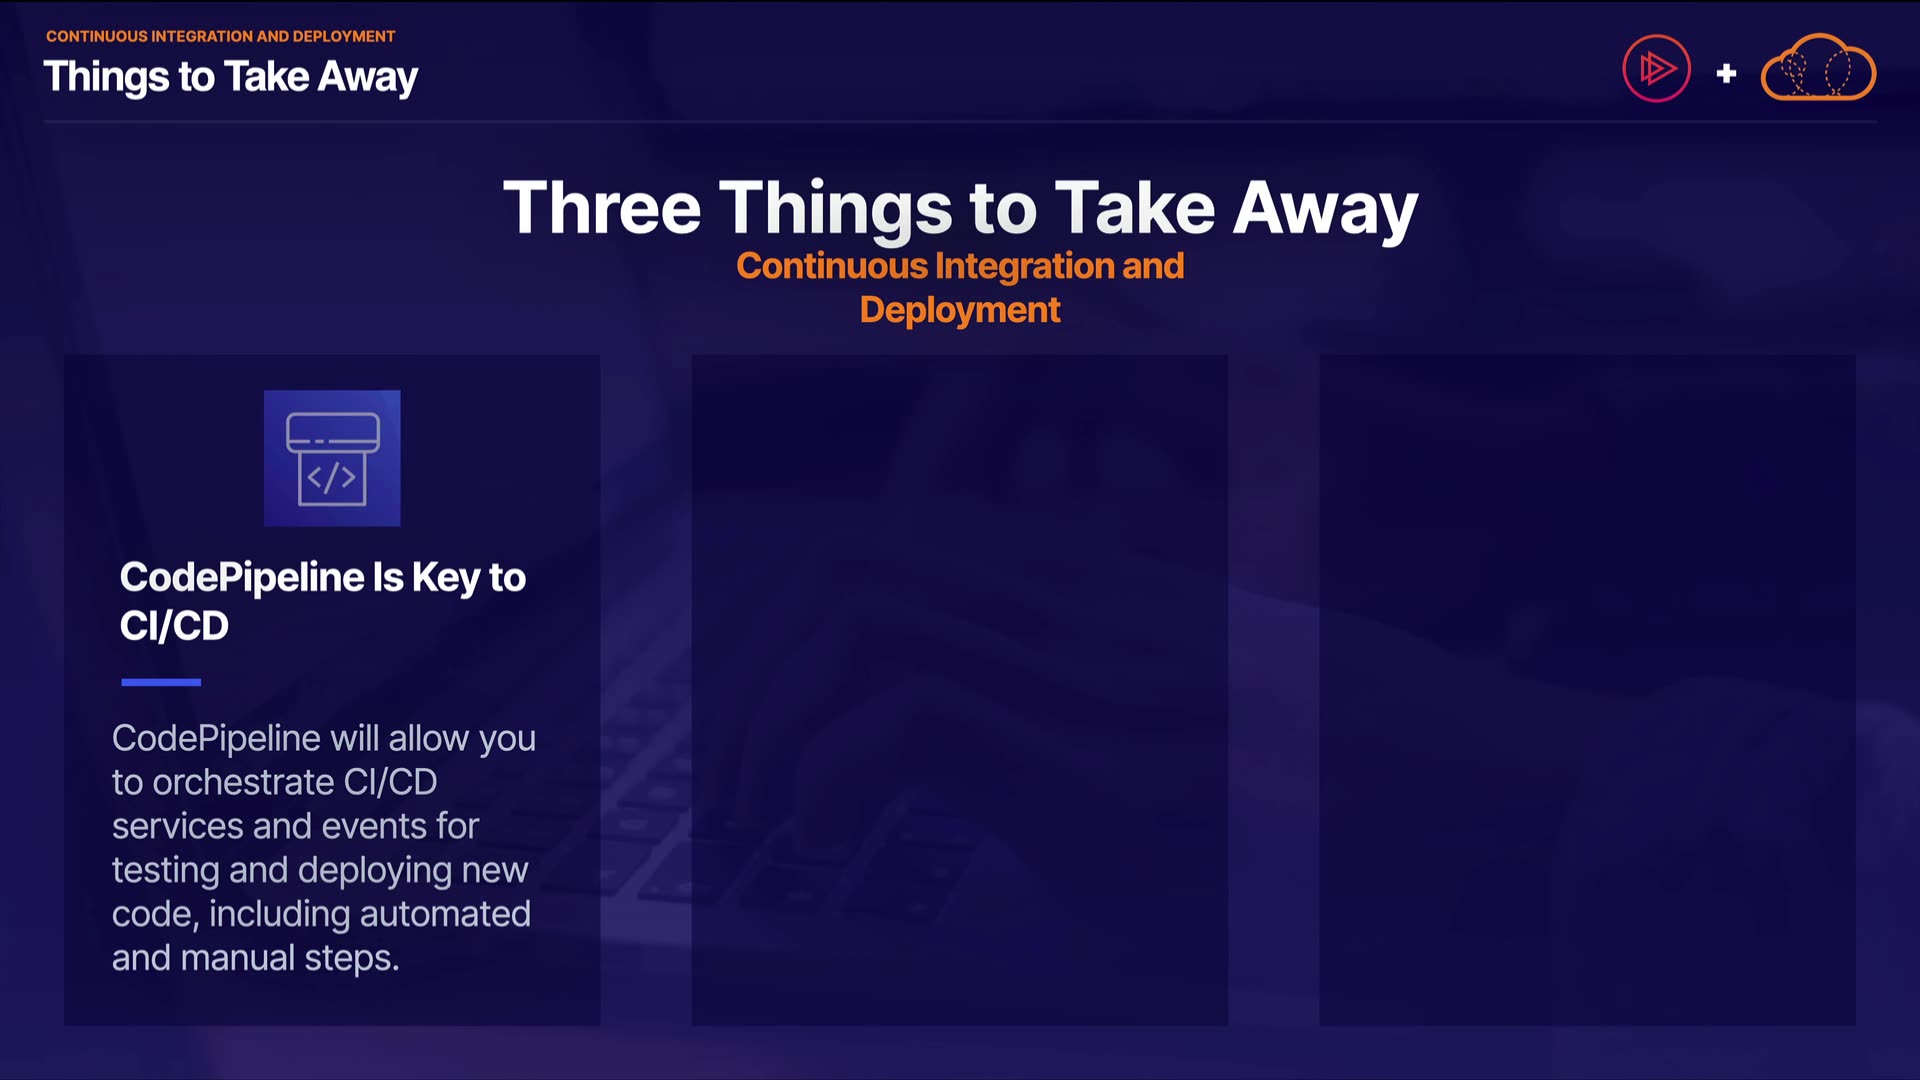 CONTINUOUS INTEGRATION AND DEPLOYMENT
Things to Take Away
Three Things to Take Away
Continuous Integration and
Deployment
</>
CodePipeline Is Key to
CI/CD
CodePipeline will allow you
to orchestrate CI/CD
services and events for
testing and deploying new
code, including automated
and manual steps.